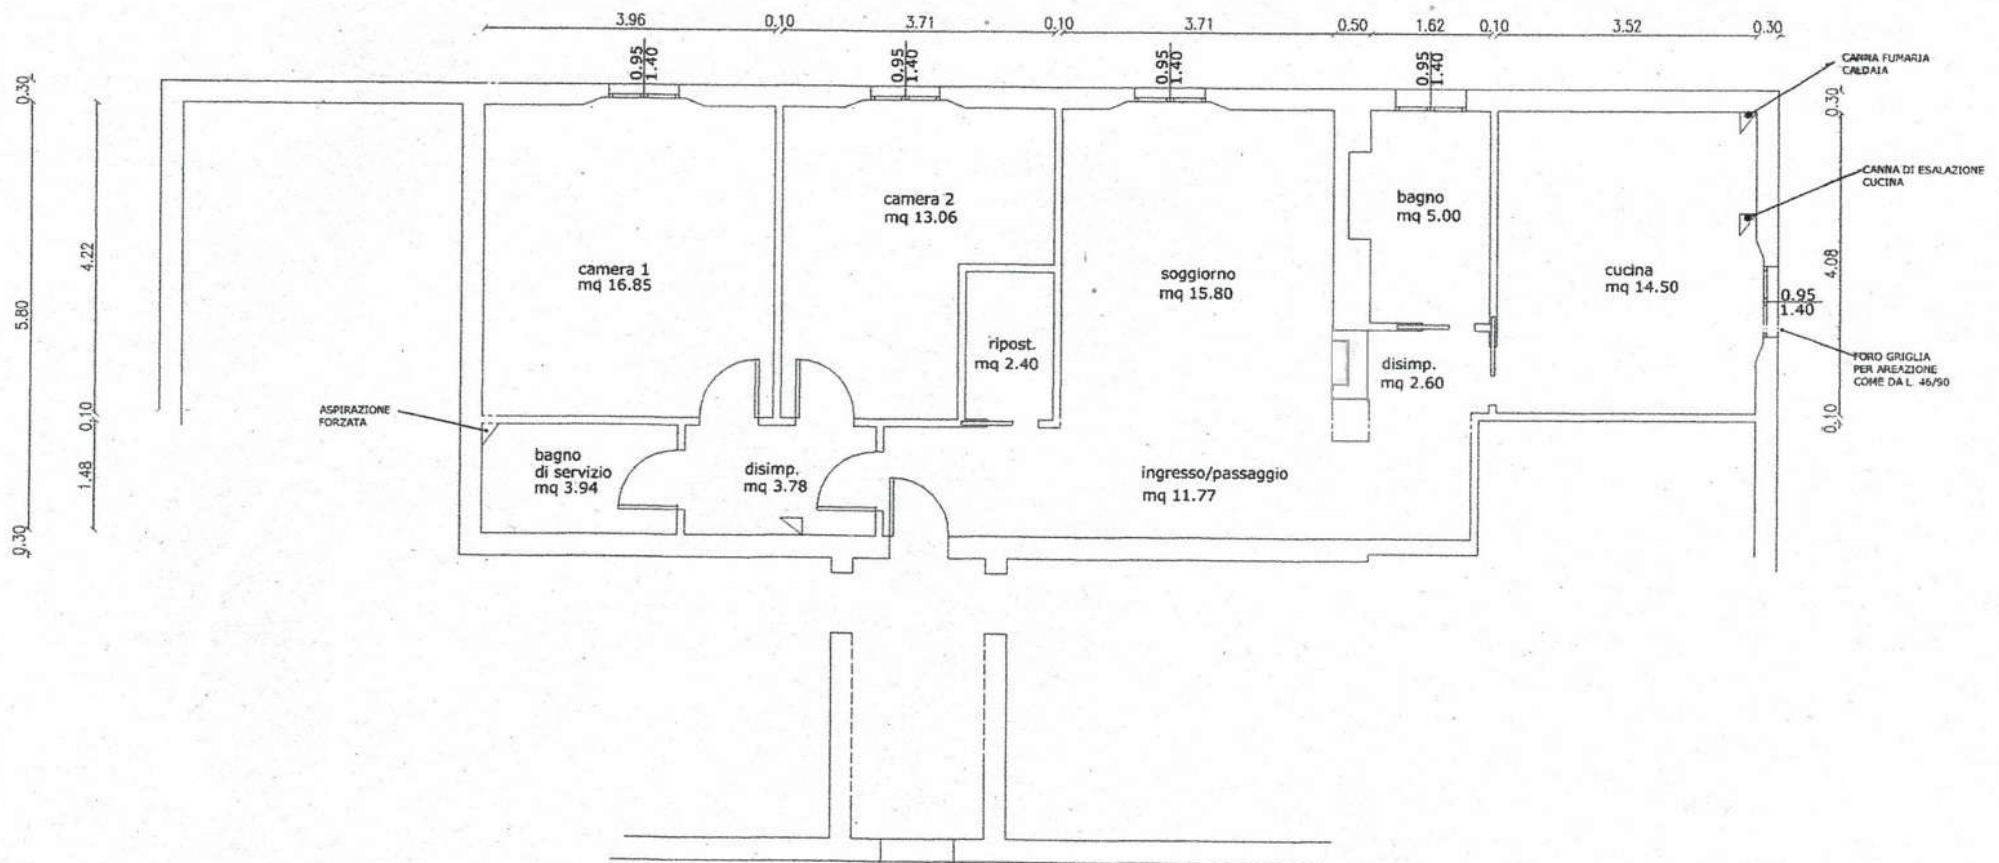 3.96
0.10
3.71
0.10
3.71
0.50
1.62
0.10
3.52
0.30
0.95
1.40
0.95
1.40
0.95
1.40
0.95
1.40
CANNA FUMARIA
CALDAIA
0.30
0.30
camera 2
mq 13.06
bagno
mq 5.00
CANNA DI ESALAZIONE
CUCINA
4.22
camera 1
mq 16.85
soggiorno
mq 15.80
cucina
mq 14.50
4.08
0.95
1.40
5.80
ripost.
mq 2.40
disimp.
mq 2.60
FORO GRIGLIA
PER AREAZIONE
COME DA L. 46/90
ASPIRAZIONE
FORZATA
0.10
0.10
bagno
di servizio
mq 3.94
disimp.
mq 3.78
ingresso/passaggio
mq 11.77
1.48
0.30